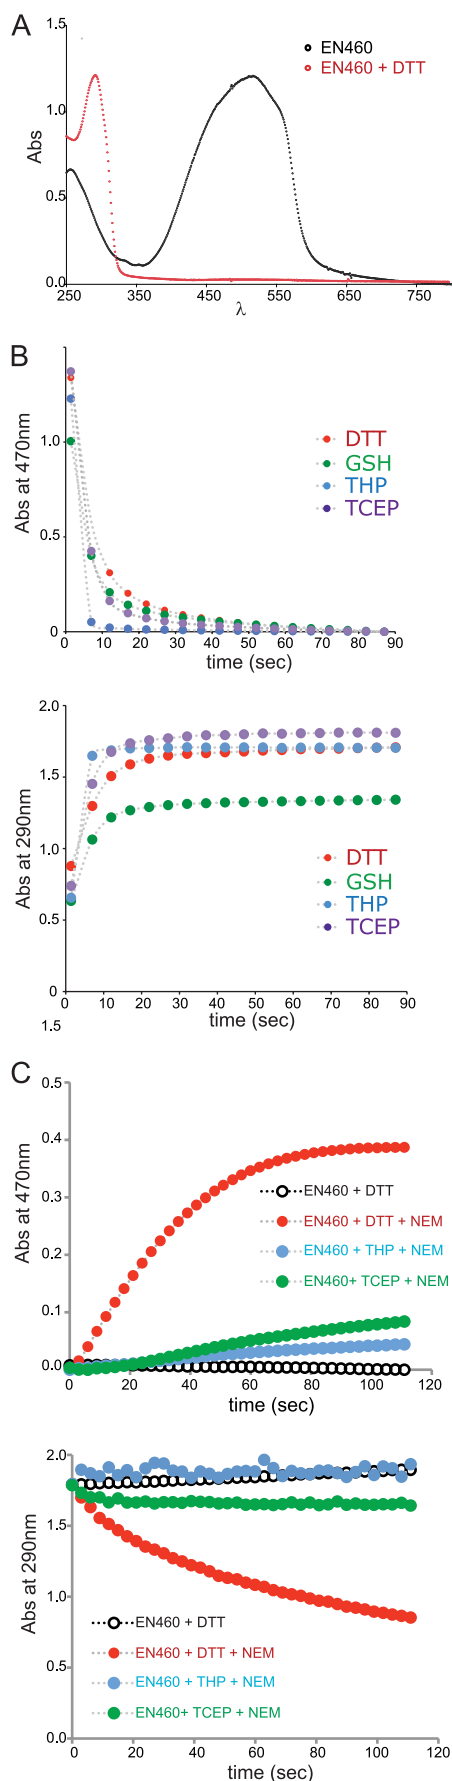 A
1.5
EN460
EN460 + DTT
1.0
Abs
0.5
0.0
250 350 450 550 650 750
λ
B
1.0
Abs at 470nm
DTT
GSH
THP
TCEP
0.5
0
0 10 20 30 40 50 60 70 80 90
time (sec)
2.0
1.5
Abs at 290nm
1.0
DTT
GSH
THP
TCEP
0.5
0
0 10 20 30 40 50 60 70 80 90
time (sec)
1.5
C
0.5
0.4
Abs at 470nm
EN460 + DTT
0.3
EN460 + DTT + NEM
EN460 + THP + NEM
0.2
EN460+ TCEP + NEM
0.1
0.0
0 20 40 60 80 100 120
time (sec)
2.0
1.5
Abs at 290nm
1.0
EN460 + DTT
EN460 + DTT + NEM
0.5
EN460 + THP + NEM
EN460+ TCEP + NEM
0.0
0 20 40 60 80 100 120
time (sec)